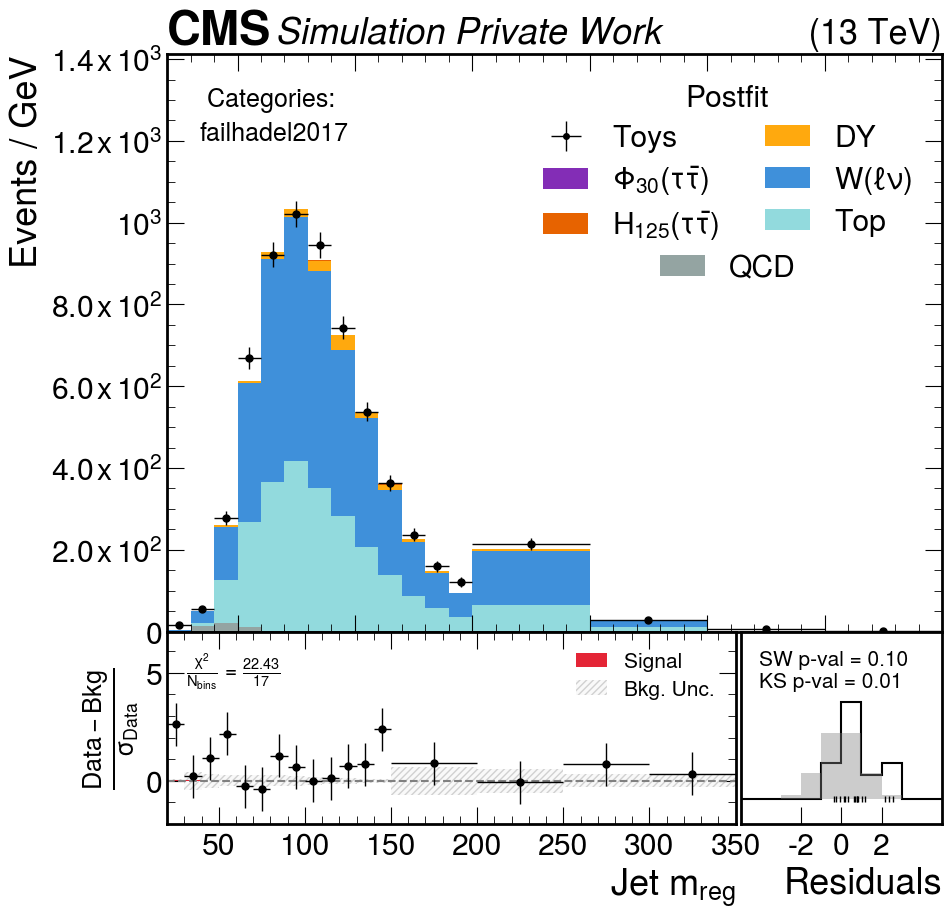 CMS Simulation Private Work (13 TeV)
Events / GeV
1.4 x 10³
1.2 x 10³
10³
8.0 x 10²
6.0 x 10²
4.0 x 10²
2.0 x 10²
0
Categories:
failhadel2017
Postfit
Toys
Φ₃₀(ττ̄)
H₁₂₅(ττ̄)
DY
W(ℓν)
Top
QCD
Data − Bkg
σ_Data
5
0
χ² / N_bins = 22.43 / 17
Signal
Bkg. Unc.
50 100 150 200 250 300 350
Jet m_reg
SW p-val = 0.10
KS p-val = 0.01
-2 0 2
Residuals